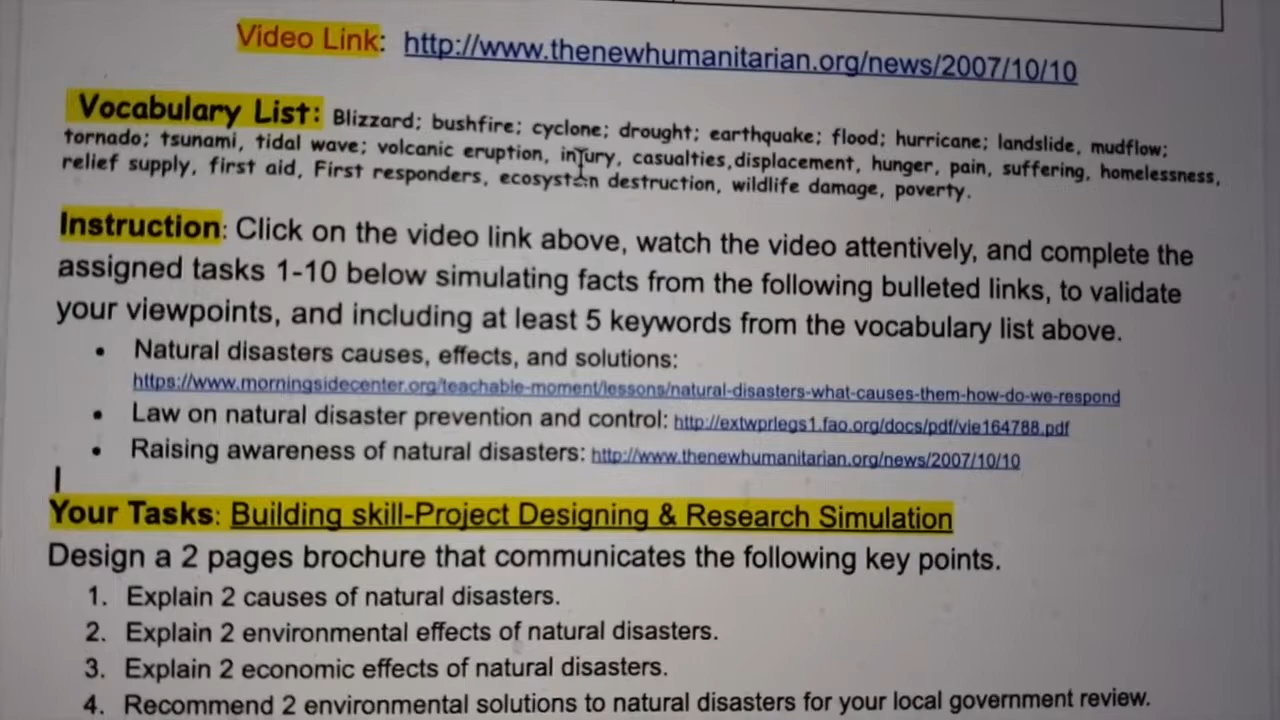 Video Link: http://www.thenewhumanitarian.org/news/2007/10/10
Vocabulary List: Blizzard; bushfire; cyclone; drought; earthquake; flood; hurricane; landslide, mudflow;
tornado; tsunami, tidal wave; volcanic eruption, injury, casualties,displacement, hunger, pain, suffering, homelessness,
relief supply, first aid, First responders, ecosystem destruction, wildlife damage, poverty.
Instruction: Click on the video link above, watch the video attentively, and complete the
assigned tasks 1-10 below simulating facts from the following bulleted links, to validate
your viewpoints, and including at least 5 keywords from the vocabulary list above.
• Natural disasters causes, effects, and solutions:
https://www.morningsidecenter.org/teachable-moment/lessons/natural-disasters-what-causes-them-how-do-we-respond
• Law on natural disaster prevention and control: http://extwprlegs1.fao.org/docs/pdf/vie164788.pdf
• Raising awareness of natural disasters: http://www.thenewhumanitarian.org/news/2007/10/10
Your Tasks: Building skill-Project Designing & Research Simulation
Design a 2 pages brochure that communicates the following key points.
1. Explain 2 causes of natural disasters.
2. Explain 2 environmental effects of natural disasters.
3. Explain 2 economic effects of natural disasters.
4. Recommend 2 environmental solutions to natural disasters for your local government review.